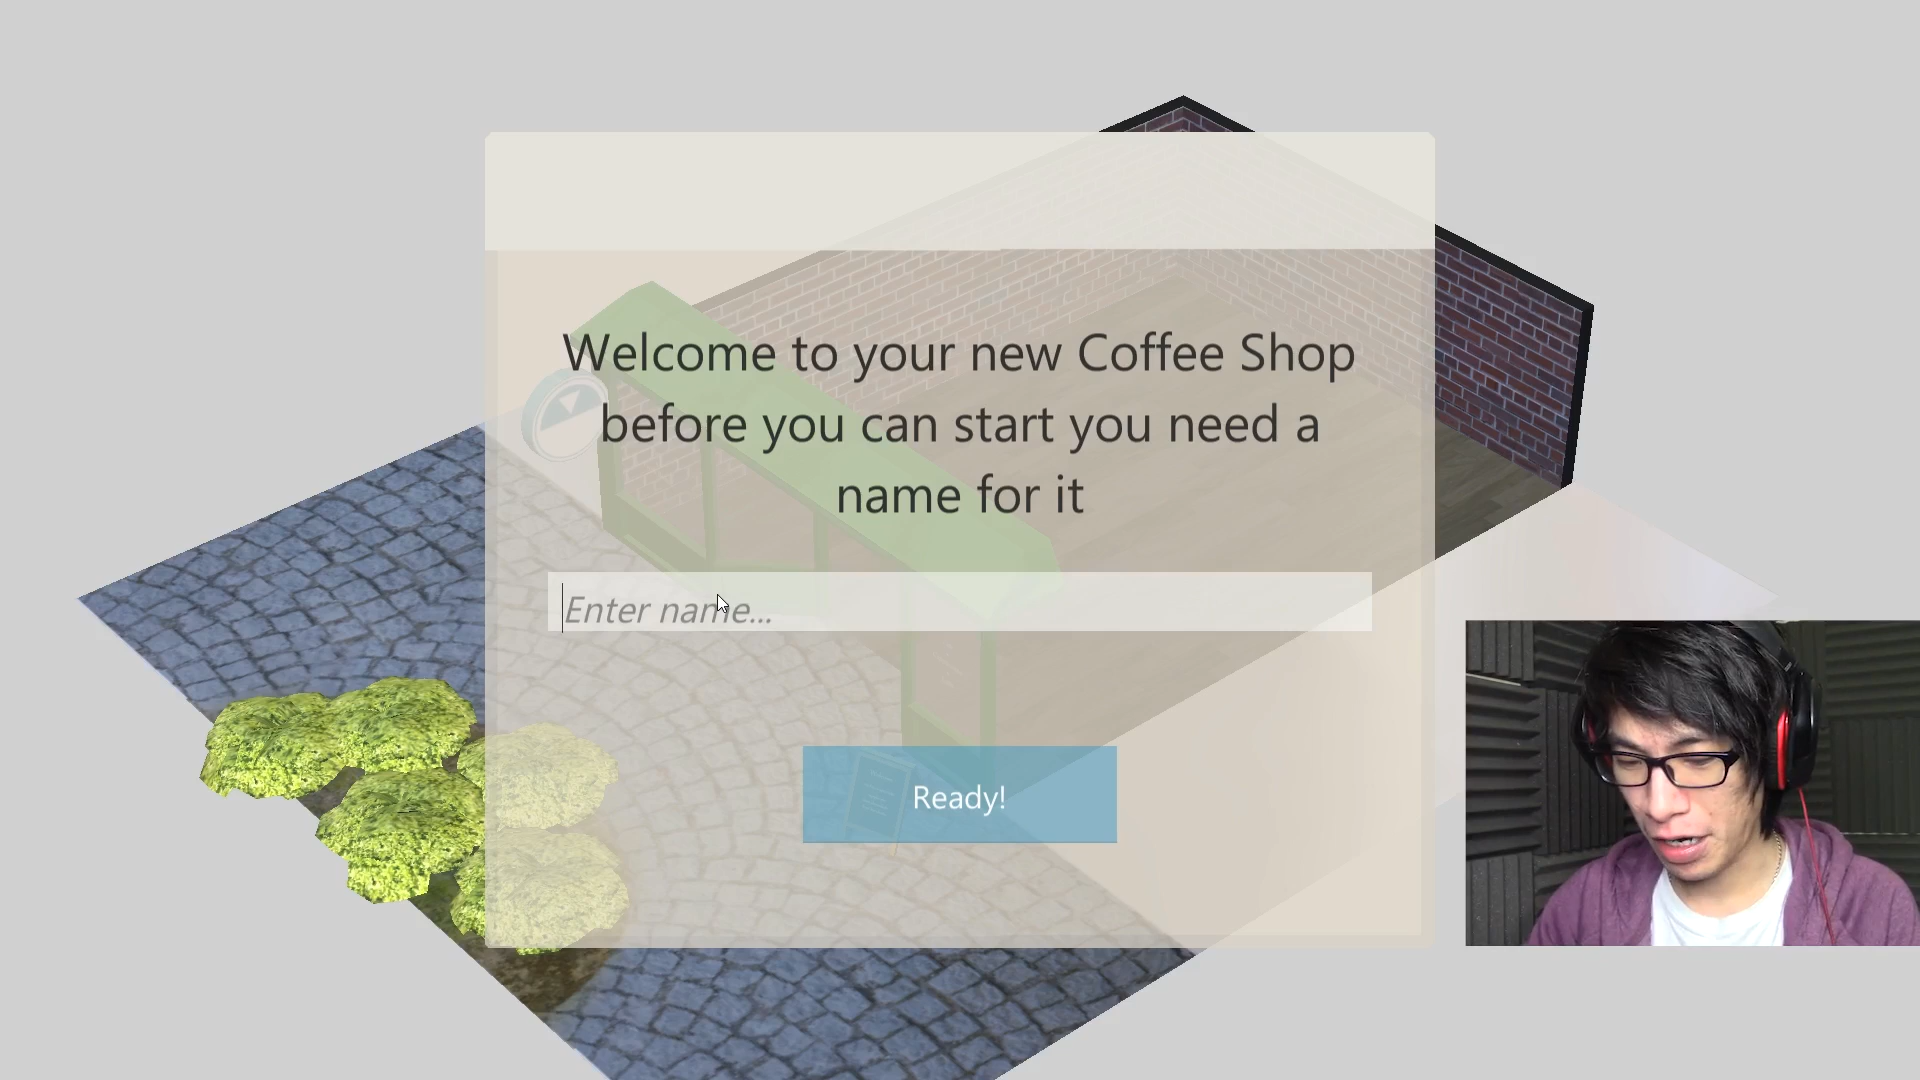 Welcome to your new Coffee Shop
before you can start you need a
name for it
Enter name...
Ready!